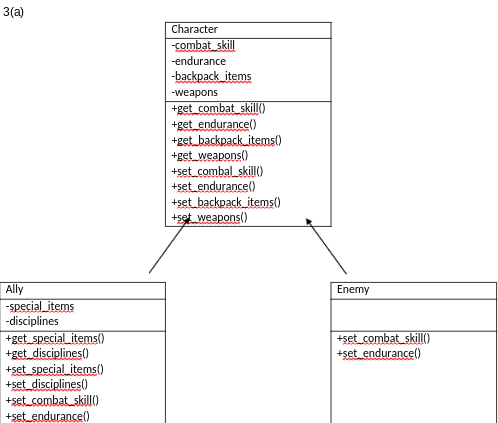 3(a)
Character
-combat_skill
-endurance
-backpack_items
-weapons
+get_combat_skill()
+get_endurance()
+get_backpack_items()
+get_weapons()
+set_combal_skill()
+set_endurance()
+set_backpack_items()
+set_weapons()
Ally
-special_items
-disciplines
+get_special_items()
+get_disciplines()
+set_special_items()
+set_disciplines()
+set_combat_skill()
+set_endurance()
Enemy
+set_combat_skill()
+set_endurance()